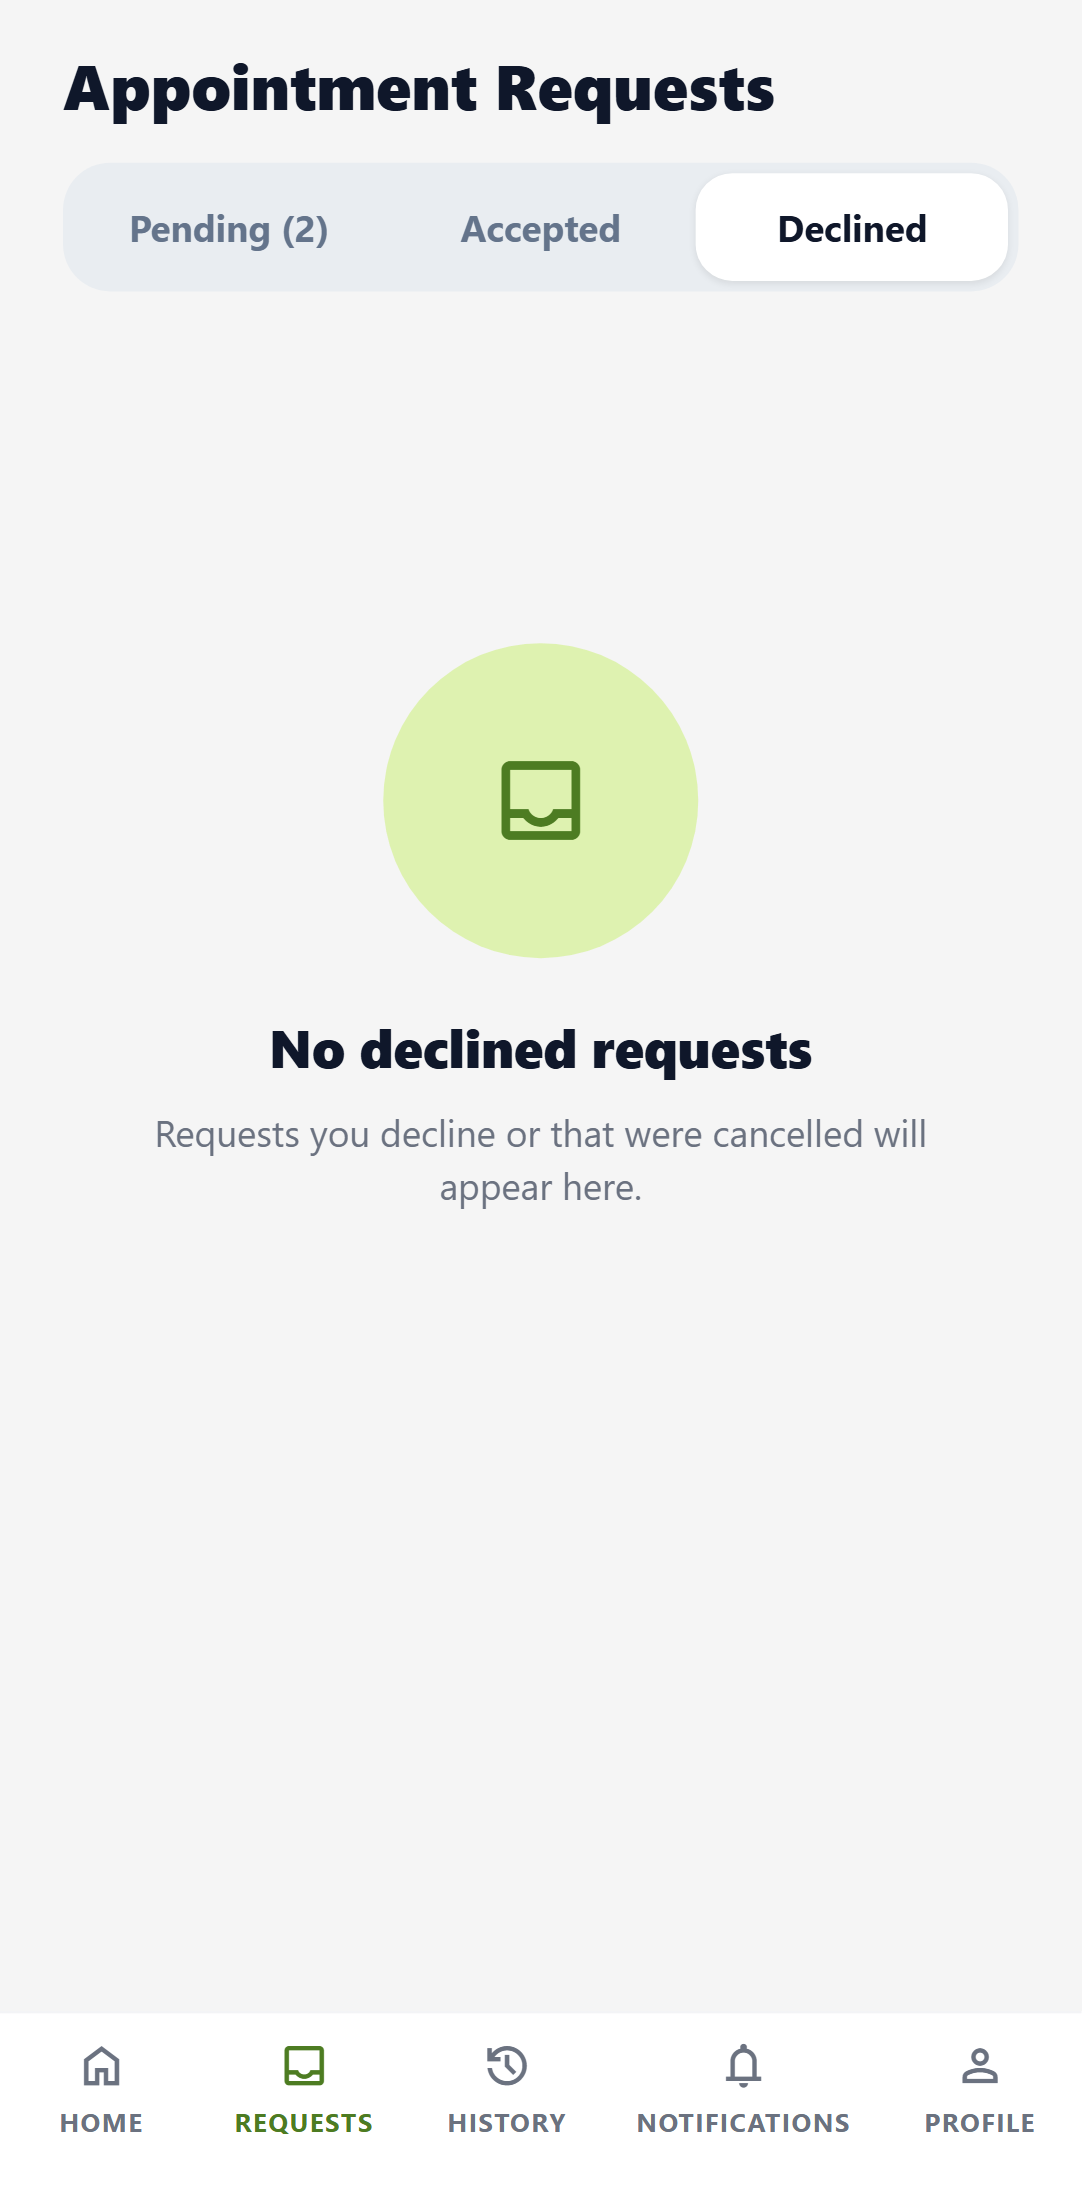 Appointment Requests
Pending (2) Accepted Declined
No declined requests
Requests you decline or that were cancelled will
appear here.
HOME REQUESTS HISTORY NOTIFICATIONS PROFILE